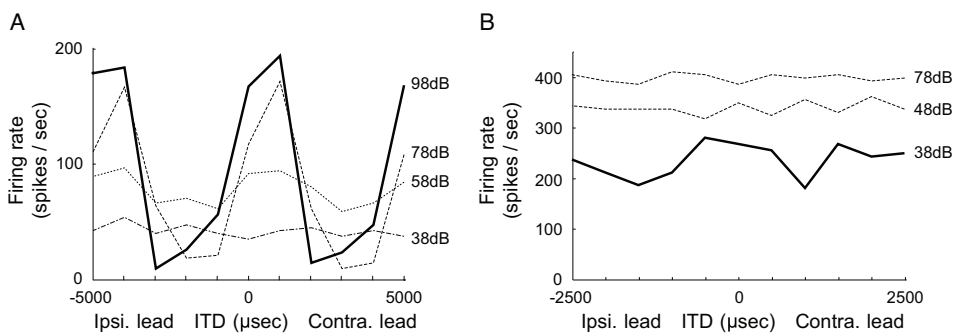 A
Firing rate
(spikes / sec)
200
100
0
98dB
78dB
58dB
38dB
-5000
0
5000
Ipsi. lead
ITD (μsec)
Contra. lead
B
Firing rate
(spikes / sec)
400
300
200
100
0
78dB
48dB
38dB
-2500
0
2500
Ipsi. lead
ITD (μsec)
Contra. lead